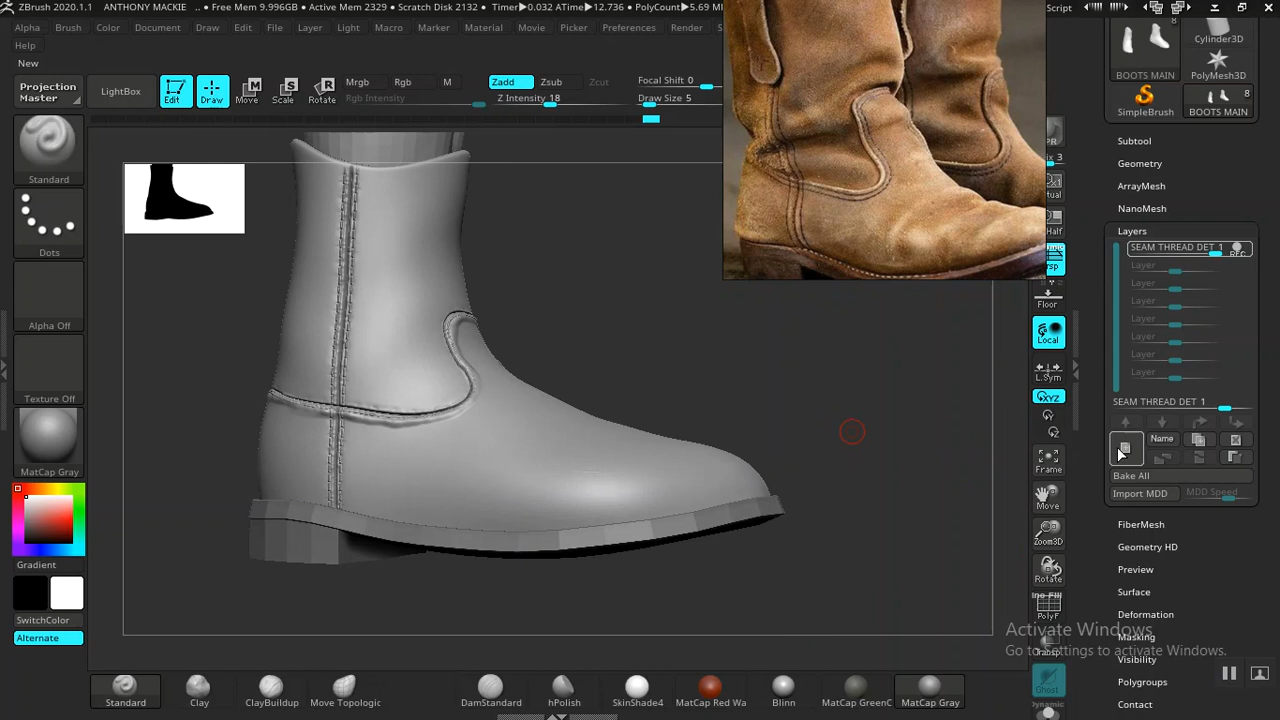 ZBrush 2020.1.1 ANTHONY MACKIE .. • Free Mem 9.996GB • Active Mem 2329 • Scratch Disk 2132 • Timer▶0.032 ATime▶12.736 • PolyCount▶5.69 MI Script
Alpha Brush Color Document Draw Edit File Layer Light Macro Marker Material Movie Picker Preferences Render
Help
New
Projection Master
LightBox
Edit Draw Move Scale Rotate
Mrgb Rgb M
Rgb Intensity
Zadd Zsub Zcut
Z Intensity 18
Focal Shift 0
Draw Size 5
8
BOOTS MAIN
Cylinder3D
PolyMesh3D
SimpleBrush
8
BOOTS MAIN
Standard
Dots
Alpha Off
Texture Off
MatCap Gray
Gradient
SwitchColor
Alternate
Floor
Local
L.Sym
XYZ
Frame
Move
Zoom3D
Rotate
PolyF
Transp
Ghost
Dynamic
Subtool
Geometry
ArrayMesh
NanoMesh
Layers
SEAM THREAD DET 1
REC
Layer
Layer
Layer
Layer
Layer
Layer
Layer
SEAM THREAD DET 1
Name
Bake All
Import MDD MDD Speed
FiberMesh
Geometry HD
Preview
Surface
Deformation
Masking
Visibility
Polygroups
Contact
Activate Windows
Go to Settings to activate Windows.
Standard Clay ClayBuildup Move Topologic DamStandard hPolish SkinShade4 MatCap Red Wa Blinn MatCap GreenC MatCap Gray